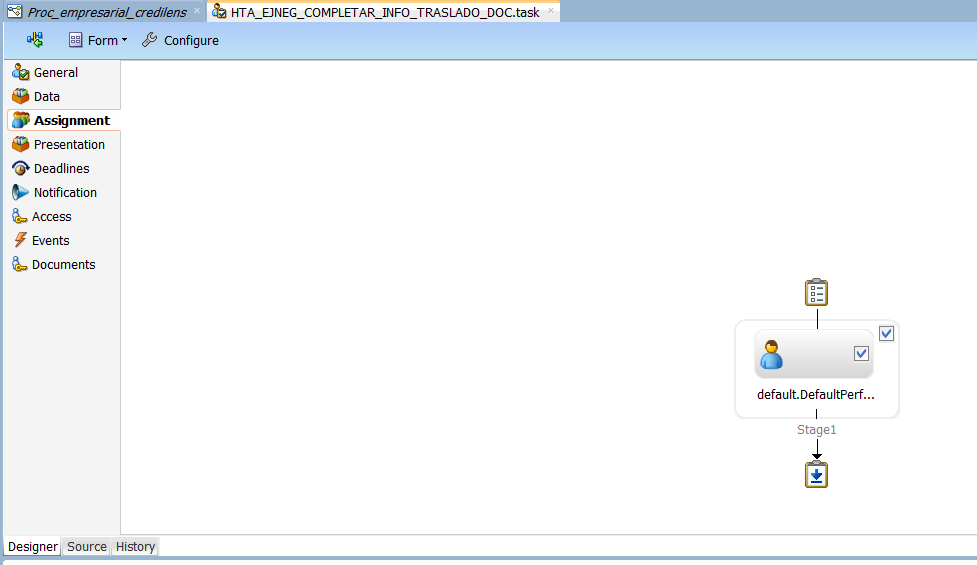 Proc_empresarial_credilens
HTA_EJNEG_COMPLETAR_INFO_TRASLADO_DOC.task
Form
Configure
General
Data
Assignment
Presentation
Deadlines
Notification
Access
Events
Documents
default.DefaultPerf...
Stage1
Designer Source History